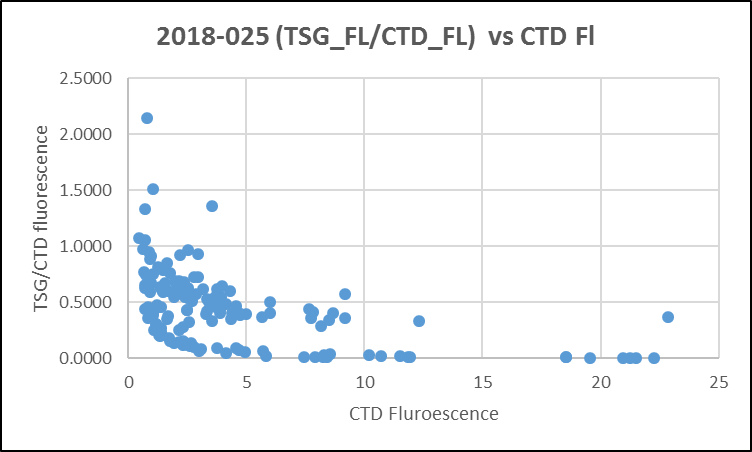 2018-025 (TSG_FL/CTD_FL)  vs CTD Fl
2.5000
2.0000
1.5000
1.0000
0.5000
0.0000
TSG/CTD fluorescence
0 5 10 15 20 25
CTD Fluroescence